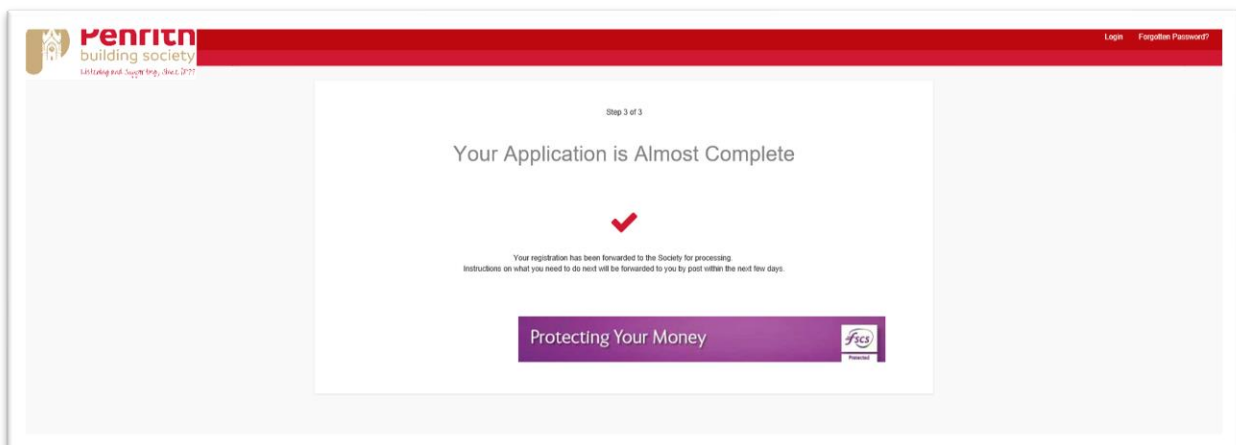 Penrith
building society
Login Forgotten Password?
Step 3 of 3
Your Application is Almost Complete
Your registration has been forwarded to the Society for processing.
Instructions on what you need to do next will be forwarded to you by post within the next few days.
Protecting Your Money
fscs
Protected